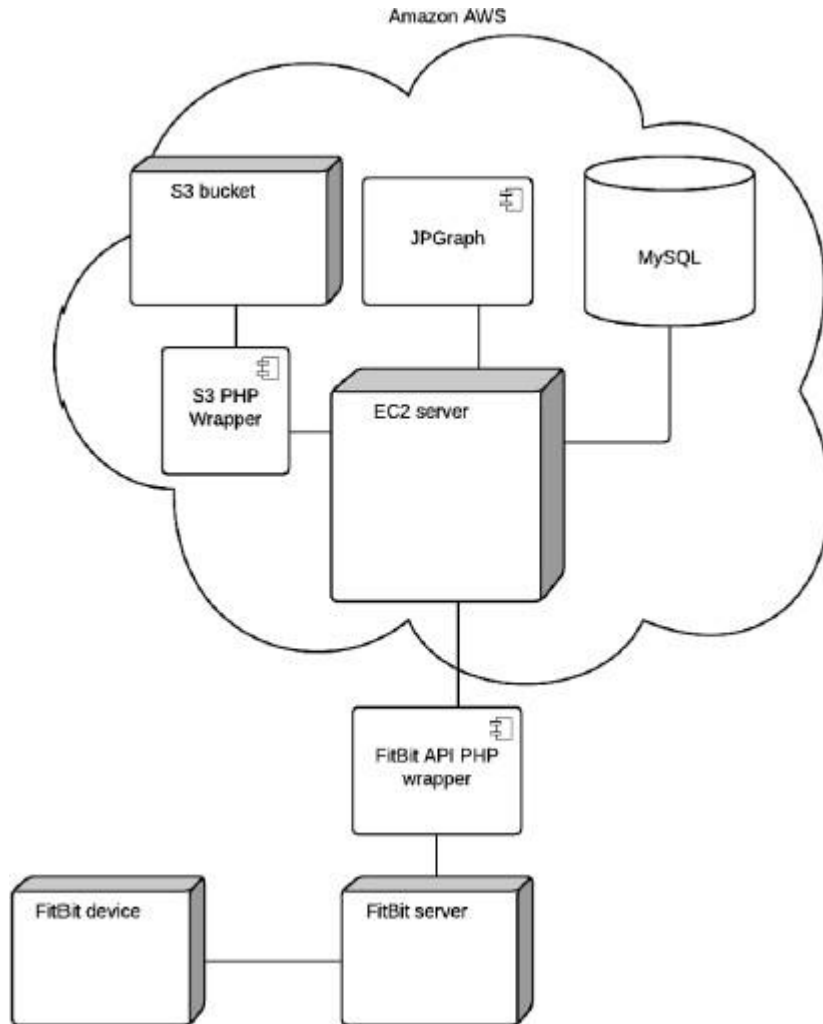 Amazon AWS
S3 bucket
JPGraph
MySQL
S3 PHP
Wrapper
EC2 server
FitBit API PHP
wrapper
FitBit device
FitBit server